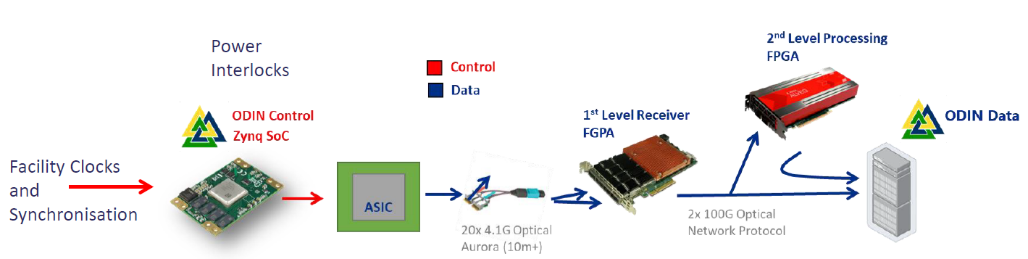 Power
Interlocks
ODIN Control
Zynq SoC
Facility Clocks
and
Synchronisation
Control
Data
ASIC
20x 4.1G Optical
Aurora (10m+)
1st Level Receiver
FGPA
2nd Level Processing
FPGA
2x 100G Optical
Network Protocol
ODIN Data